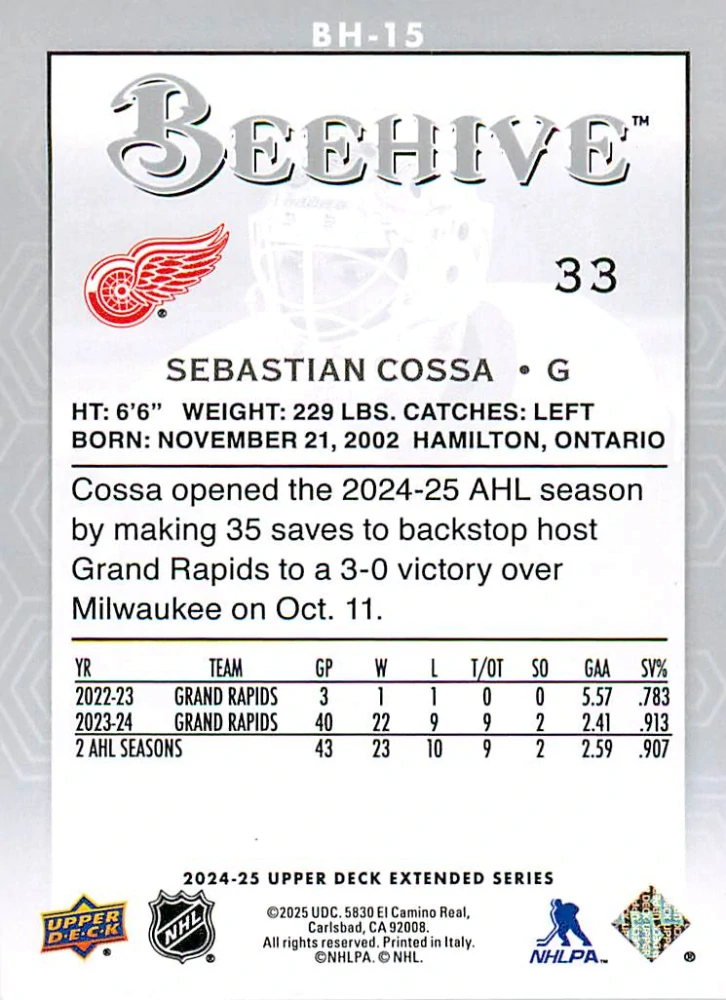 BH-15
BEEHIVE™
33
SEBASTIAN COSSA • G
HT: 6'6" WEIGHT: 229 LBS. CATCHES: LEFT
BORN: NOVEMBER 21, 2002 HAMILTON, ONTARIO
Cossa opened the 2024-25 AHL season
by making 35 saves to backstop host
Grand Rapids to a 3-0 victory over
Milwaukee on Oct. 11.
YR TEAM GP W L T/OT SO GAA SV%
2022-23 GRAND RAPIDS 3 1 1 0 0 5.57 .783
2023-24 GRAND RAPIDS 40 22 9 9 2 2.41 .913
2 AHL SEASONS 43 23 10 9 2 2.59 .907
2024-25 UPPER DECK EXTENDED SERIES
UPPER
D•E•C•K
®
NHL
®
©2025 UDC. 5830 El Camino Real,
Carlsbad, CA 92008.
All rights reserved. Printed in Italy.
©NHLPA. © NHL.
NHLPA™
®